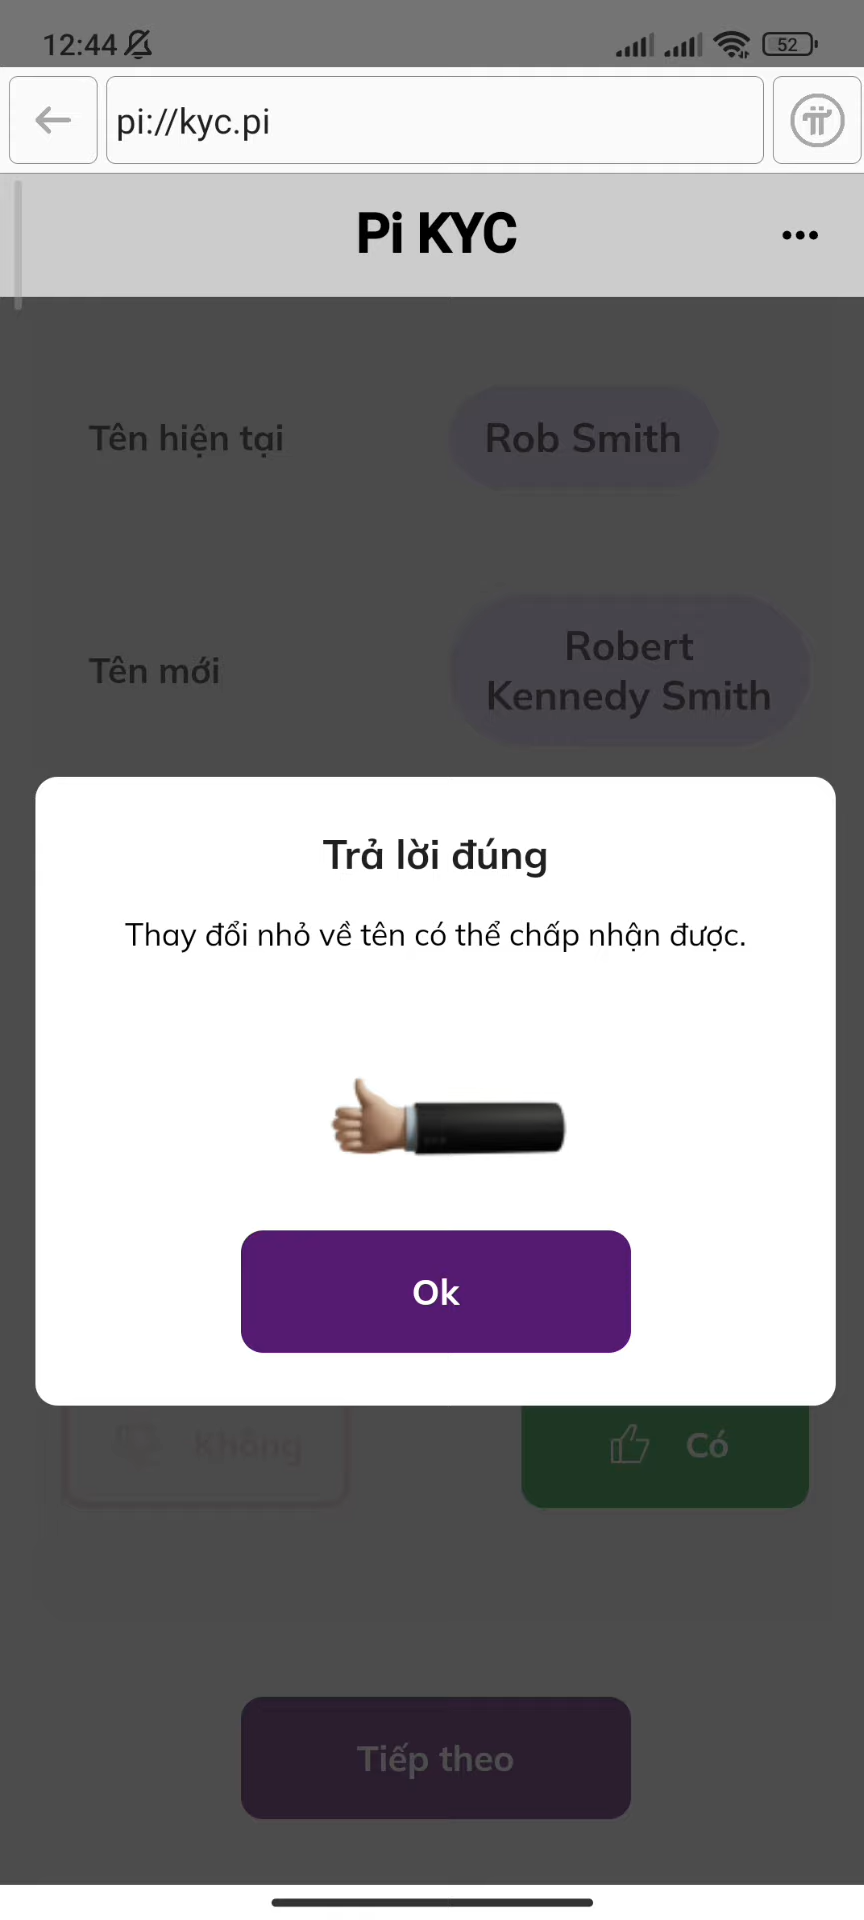 12:44
52
pi://kyc.pi
Pi KYC
Tên hiện tại
Rob Smith
Tên mới
Robert
Kennedy Smith
Trả lời đúng
Thay đổi nhỏ về tên có thể chấp nhận được.
Ok
Không
Có
Tiếp theo